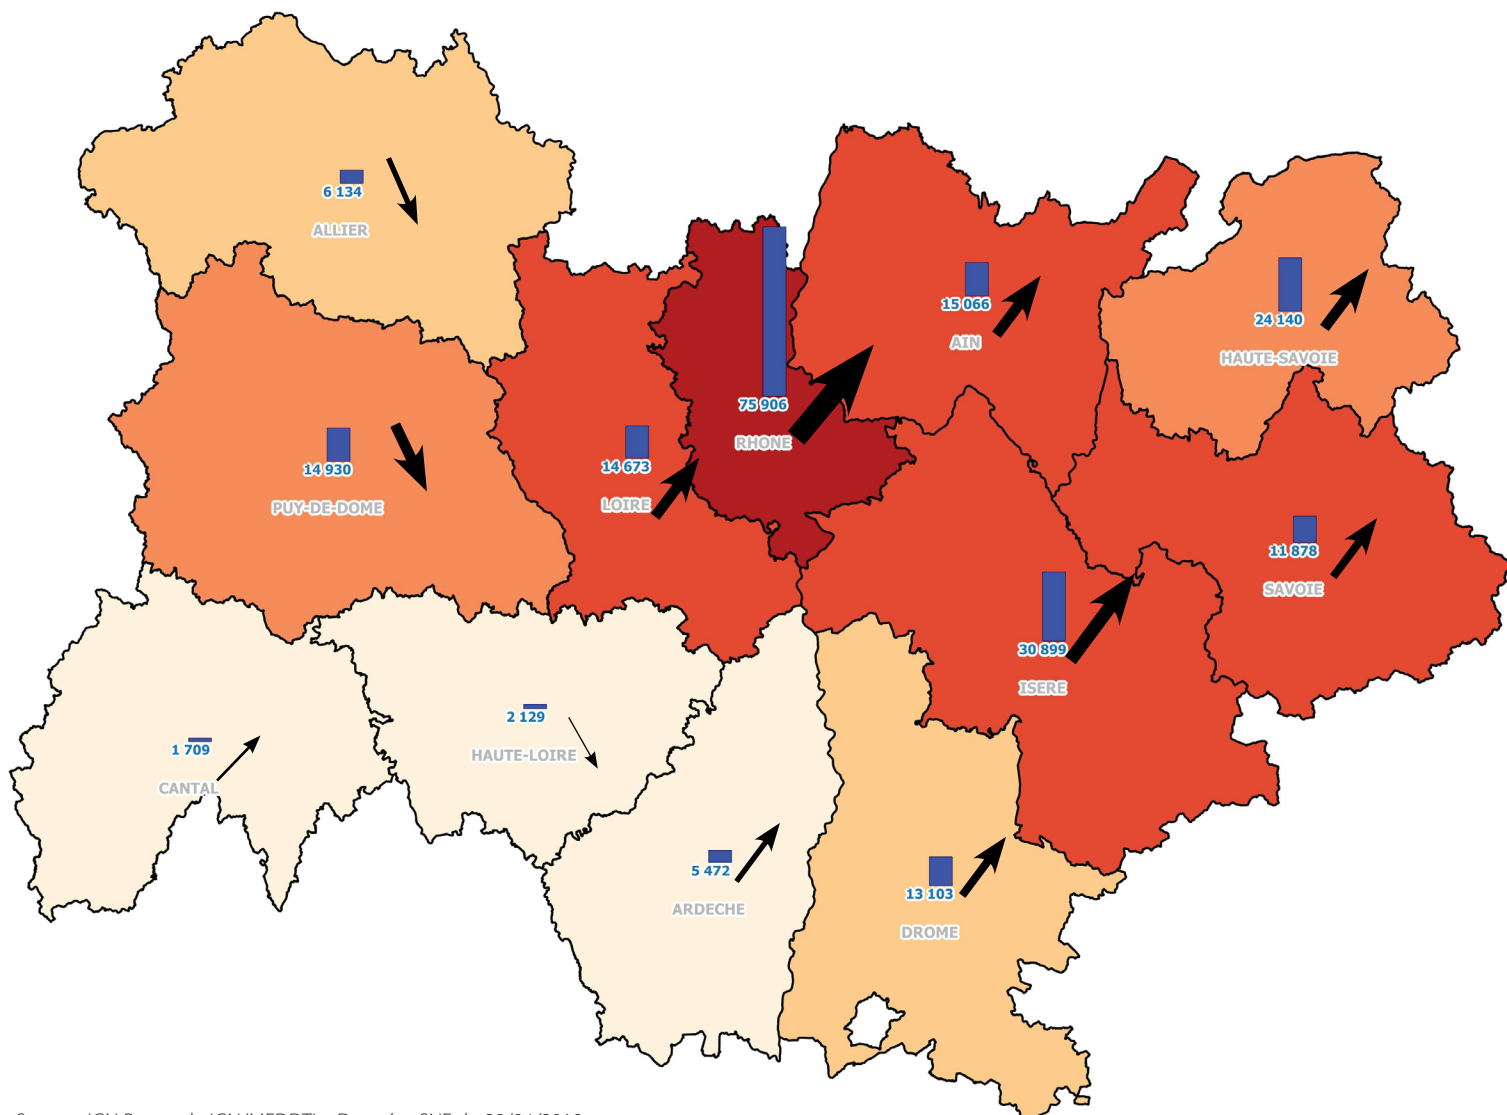 6 134
ALLIER
15 066
AIN
24 140
HAUTE-SAVOIE
75 906
RHONE
14 930
PUY-DE-DOME
14 673
LOIRE
11 878
SAVOIE
30 899
ISERE
1 709
CANTAL
2 129
HAUTE-LOIRE
5 472
ARDECHE
13 103
DROME